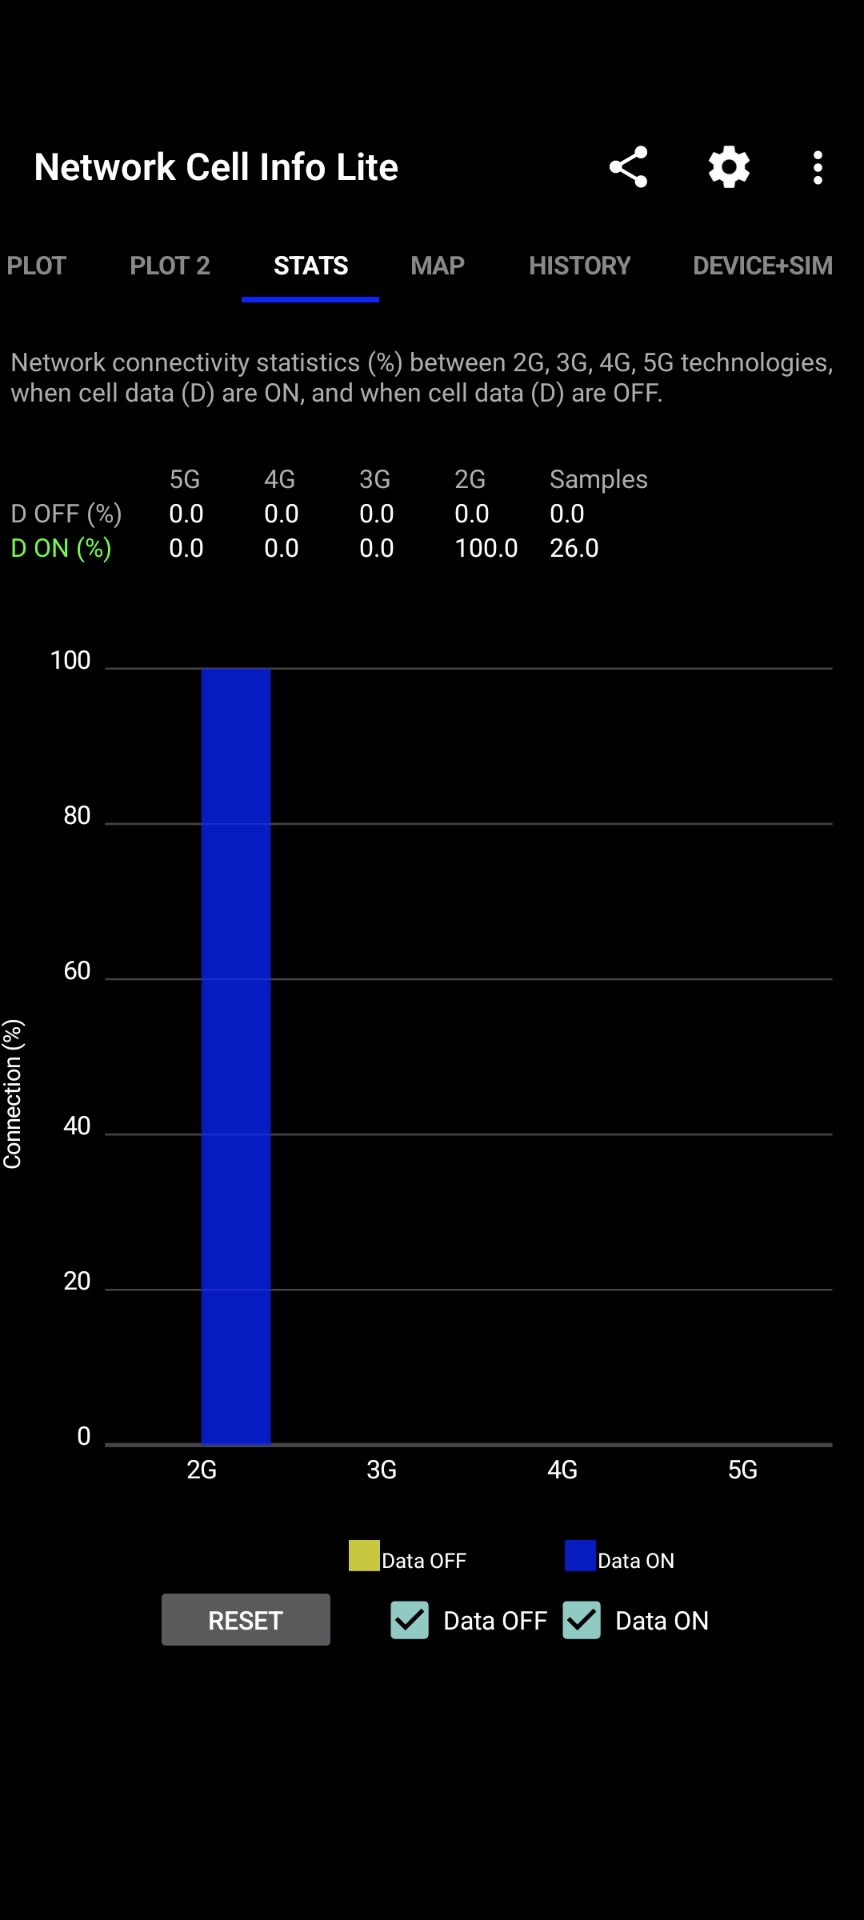 Network Cell Info Lite
PLOT PLOT 2 STATS MAP HISTORY DEVICE+SIM
Network connectivity statistics (%) between 2G, 3G, 4G, 5G technologies,
when cell data (D) are ON, and when cell data (D) are OFF.
5G 4G 3G 2G Samples
D OFF (%) 0.0 0.0 0.0 0.0 0.0
D ON (%) 0.0 0.0 0.0 100.0 26.0
100
80
60
40
20
0
Connection (%)
2G 3G 4G 5G
Data OFF Data ON
RESET Data OFF Data ON